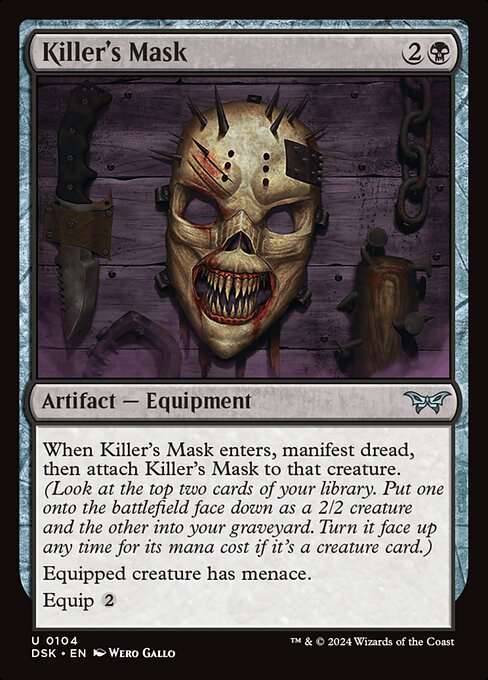 Killer's Mask 2
Artifact — Equipment
When Killer's Mask enters, manifest dread,
then attach Killer's Mask to that creature.
(Look at the top two cards of your library. Put one
onto the battlefield face down as a 2/2 creature
and the other into your graveyard. Turn it face up
any time for its mana cost if it's a creature card.)
Equipped creature has menace.
Equip 2
U 0104
DSK • EN Wero Gallo
™ & © 2024 Wizards of the Coast